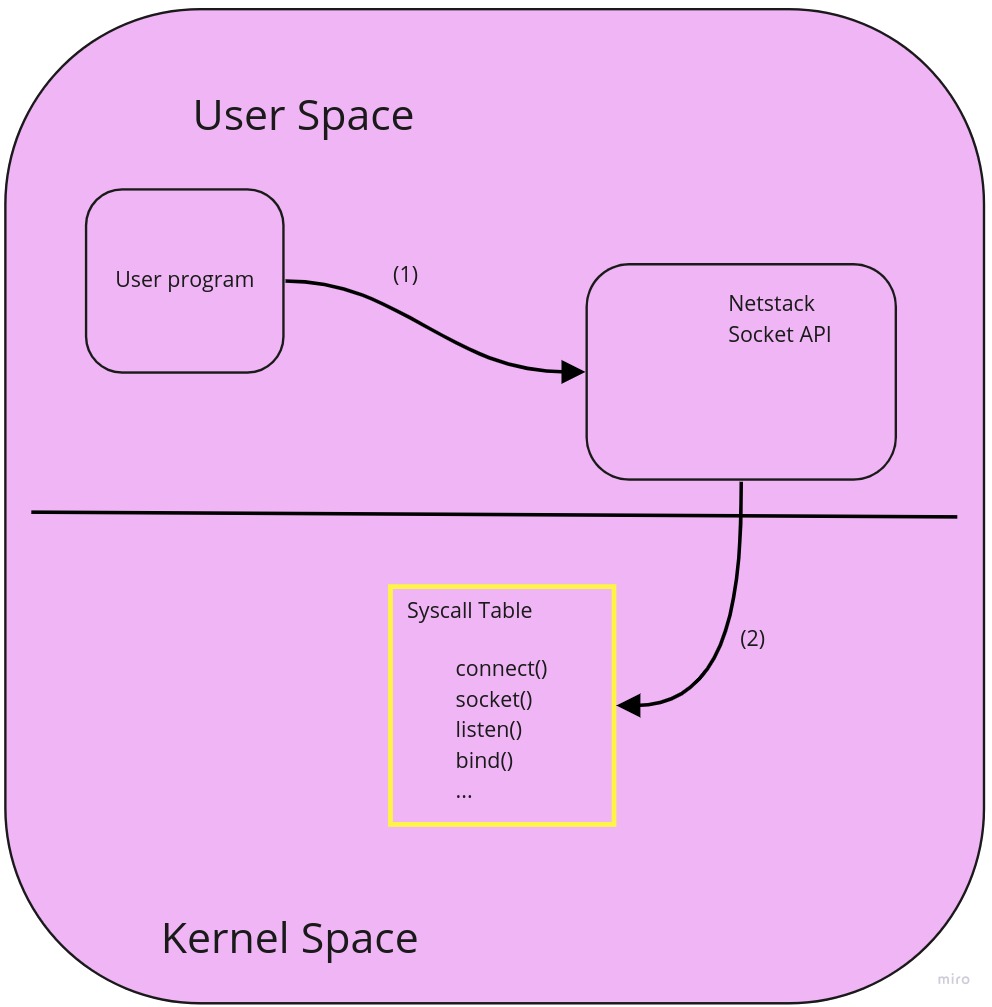 User Space
User program
(1)
Netstack
Socket API
Syscall Table
connect()
socket()
listen()
bind()
...
(2)
Kernel Space
miro